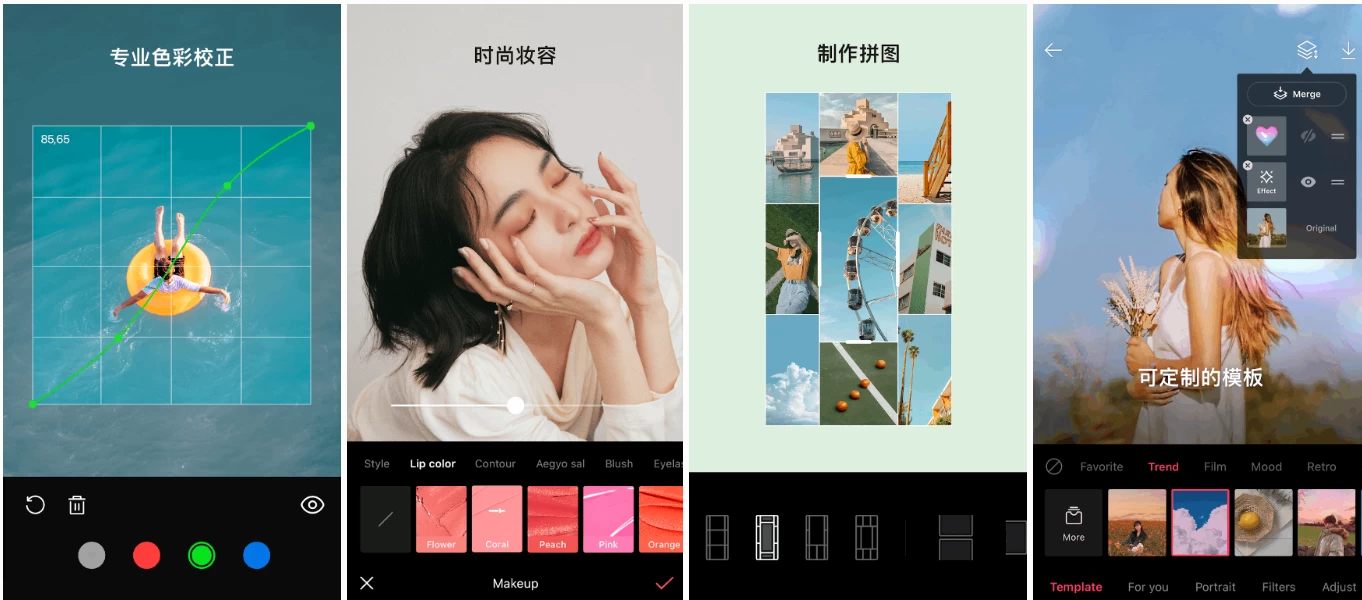 专业色彩校正
85,65
时尚妆容
Style Lip color Contour Aegyo sal Blush Eyelas
Flower Coral Peach Pink Orange
Makeup
制作拼图
Merge
Effect
Original
可定制的模板
Favorite Trend Film Mood Retro
More
Template For you Portrait Filters Adjust